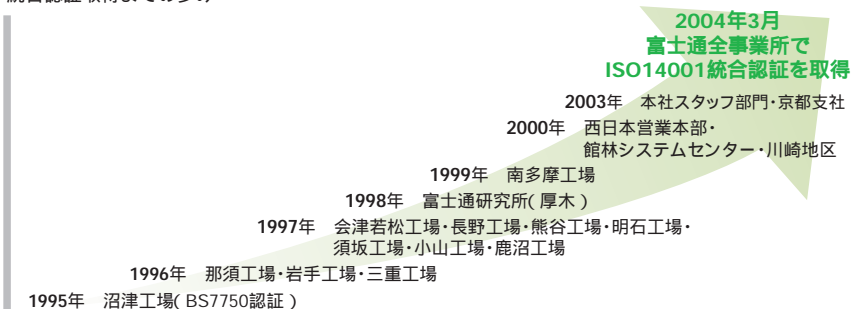 2004年3月
富士通全事業所で
ISO14001統合認証を取得
2003年　本社スタッフ部門・京都支社
2000年　西日本営業本部・
館林システムセンター・川崎地区
1999年　南多摩工場
1998年　富士通研究所( 厚木 )
1997年　会津若松工場・長野工場・熊谷工場・明石工場・
須坂工場・小山工場・鹿沼工場
1996年　那須工場・岩手工場・三重工場
1995年　沼津工場( BS7750認証 )